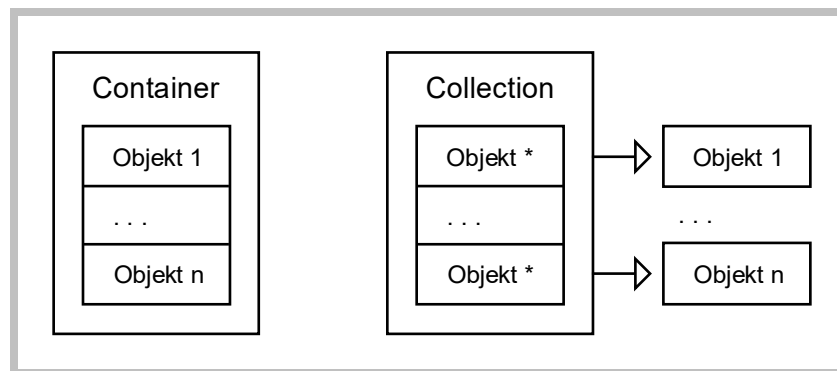 Container
Objekt 1
. . .
Objekt n
Collection
Objekt *
. . .
Objekt *
Objekt 1
. . .
Objekt n